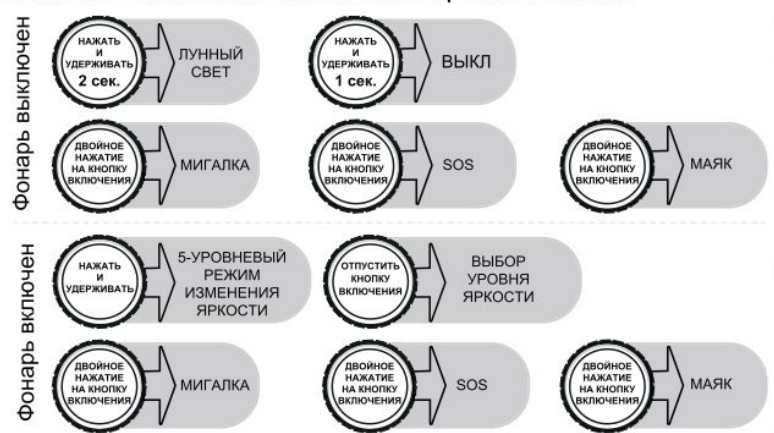 Фонарь выключен
НАЖАТЬ
И
УДЕРЖИВАТЬ
2 сек.
ЛУННЫЙ
СВЕТ
НАЖАТЬ
И
УДЕРЖИВАТЬ
1 сек.
ВЫКЛ
ДВОЙНОЕ
НАЖАТИЕ
НА КНОПКУ
ВКЛЮЧЕНИЯ
МИГАЛКА
ДВОЙНОЕ
НАЖАТИЕ
НА КНОПКУ
ВКЛЮЧЕНИЯ
SOS
ДВОЙНОЕ
НАЖАТИЕ
НА КНОПКУ
ВКЛЮЧЕНИЯ
МАЯК
Фонарь включен
НАЖАТЬ
И
УДЕРЖИВАТЬ
5-УРОВНЕВЫЙ
РЕЖИМ
ИЗМЕНЕНИЯ
ЯРКОСТИ
ОТПУСТИТЬ
КНОПКУ
ВКЛЮЧЕНИЯ
ВЫБОР
УРОВНЯ
ЯРКОСТИ
ДВОЙНОЕ
НАЖАТИЕ
НА КНОПКУ
ВКЛЮЧЕНИЯ
МИГАЛКА
ДВОЙНОЕ
НАЖАТИЕ
НА КНОПКУ
ВКЛЮЧЕНИЯ
SOS
ДВОЙНОЕ
НАЖАТИЕ
НА КНОПКУ
ВКЛЮЧЕНИЯ
МАЯК